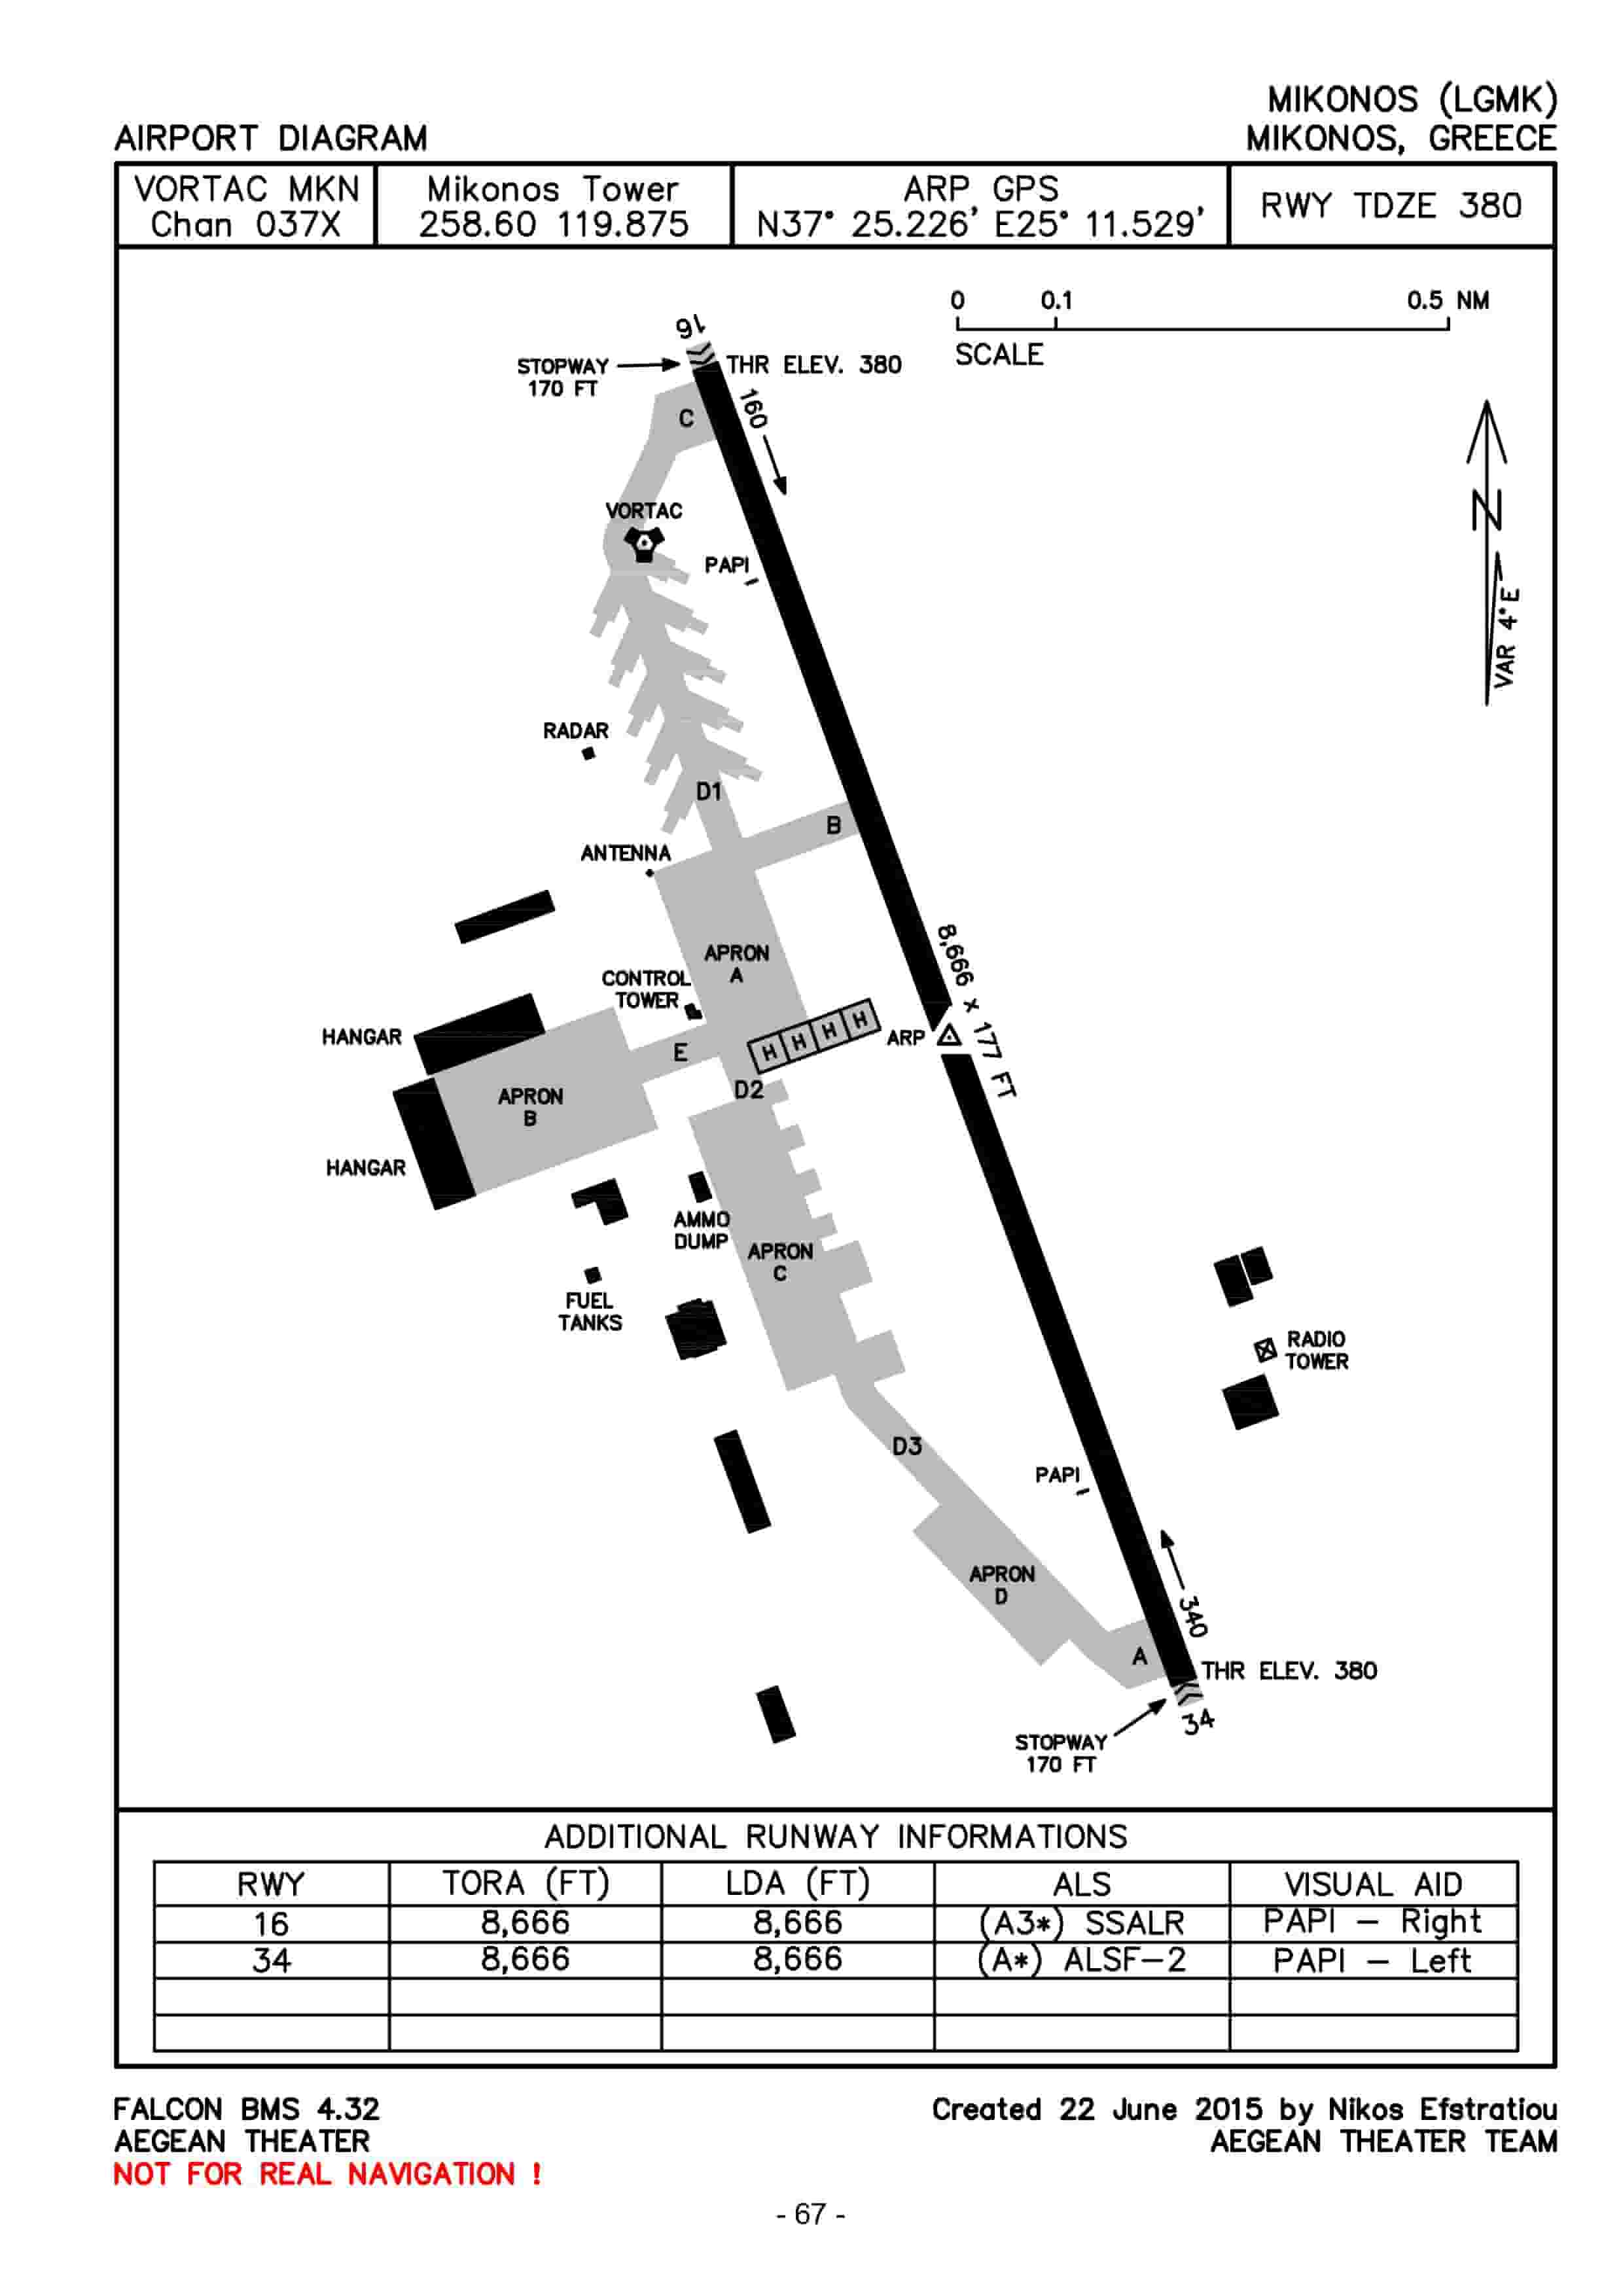 MIKONOS (LGMK)
AIRPORT DIAGRAM
MIKONOS, GREECE
VORTAC MKN
Chan 037X
Mikonos Tower
258.60 119.875
ARP GPS
N37° 25.226’ E25° 11.529’
RWY TDZE 380
0 0.1 0.5 NM
SCALE
16
STOPWAY
170 FT
THR ELEV. 380
C
160
N
VAR 4°E
VORTAC
PAPI
RADAR
D1
B
ANTENNA
8,666 x 177 FT
APRON
A
CONTROL
TOWER
H H H H
HANGAR
ARP
E
D2
APRON
B
HANGAR
AMMO
DUMP
APRON
C
FUEL
TANKS
RADIO
TOWER
D3
PAPI
APRON
D
340
A
THR ELEV. 380
34
STOPWAY
170 FT
ADDITIONAL RUNWAY INFORMATIONS
RWY TORA (FT) LDA (FT) ALS VISUAL AID
16 8,666 8,666 (A3*) SSALR PAPI – Right
34 8,666 8,666 (A*) ALSF–2 PAPI – Left
FALCON BMS 4.32
AEGEAN THEATER
NOT FOR REAL NAVIGATION !
Created 22 June 2015 by Nikos Efstratiou
AEGEAN THEATER TEAM
- 67 -